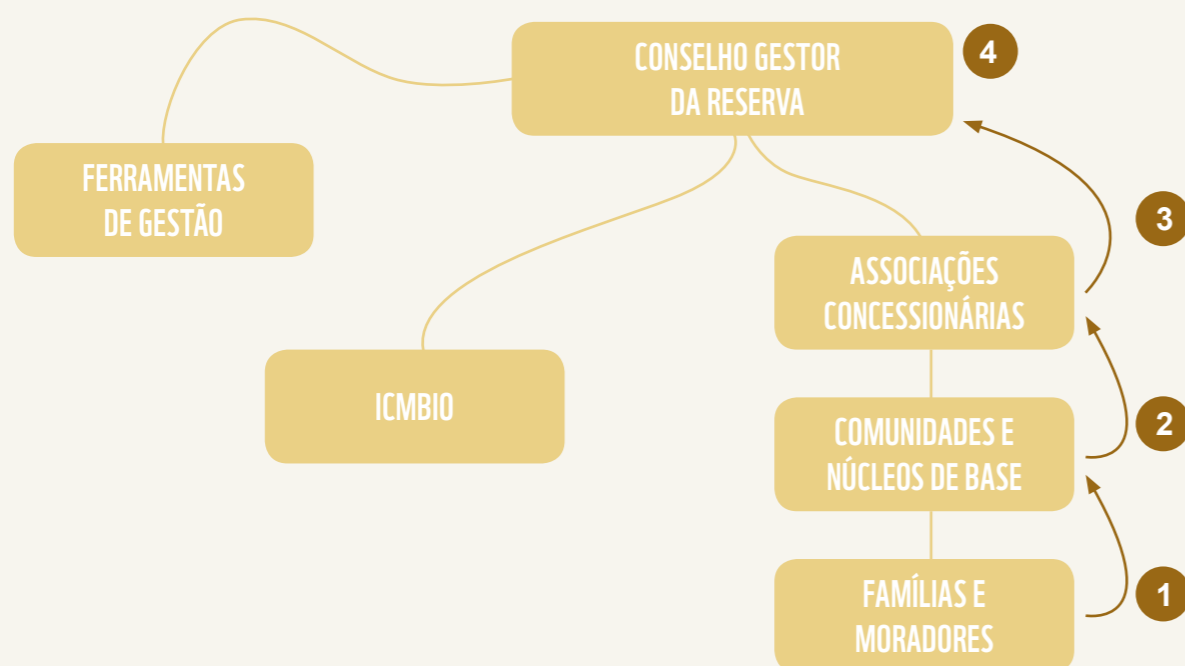 CONSELHO GESTOR
DA RESERVA
4
FERRAMENTAS
DE GESTÃO
3
ASSOCIAÇÕES
CONCESSIONÁRIAS
ICMBIO
2
COMUNIDADES E
NÚCLEOS DE BASE
1
FAMÍLIAS E
MORADORES